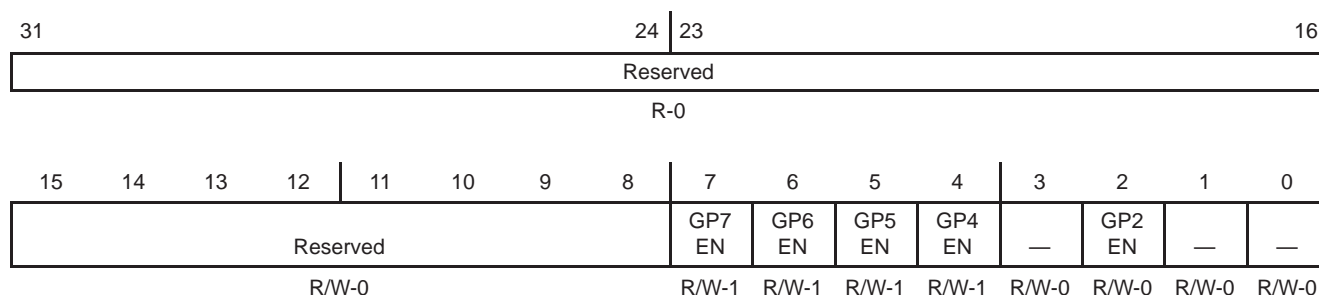 31 24 23 16
Reserved
R-0
15 14 13 12 11 10 9 8 7 6 5 4 3 2 1 0
GP7 GP6 GP5 GP4 GP2
Reserved EN EN EN EN — EN — —
R/W-0 R/W-1 R/W-1 R/W-1 R/W-1 R/W-0 R/W-0 R/W-0 R/W-0